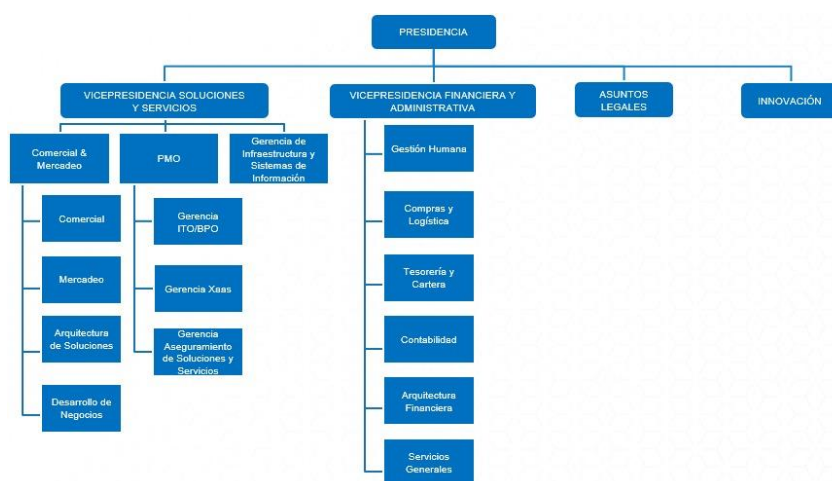 PRESIDENCIA
VICEPRESIDENCIA SOLUCIONES
Y SERVICIOS
VICEPRESIDENCIA FINANCIERA Y
ADMINISTRATIVA
ASUNTOS
LEGALES
INNOVACIÓN
Comercial &
Mercadeo
PMO
Gerencia de
Infraestructura y
Sistemas de
Información
Comercial
Mercadeo
Arquitectura
de Soluciones
Desarrollo de
Negocios
Gerencia
ITO/BPO
Gerencia Xaas
Gerencia
Aseguramiento
de Soluciones y
Servicios
Gestión Humana
Compras y
Logística
Tesorería y
Cartera
Contabilidad
Arquitectura
Financiera
Servicios
Generales